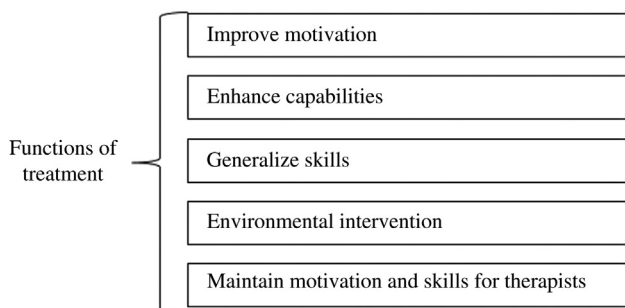 Functions of
treatment
Improve motivation
Enhance capabilities
Generalize skills
Environmental intervention
Maintain motivation and skills for therapists